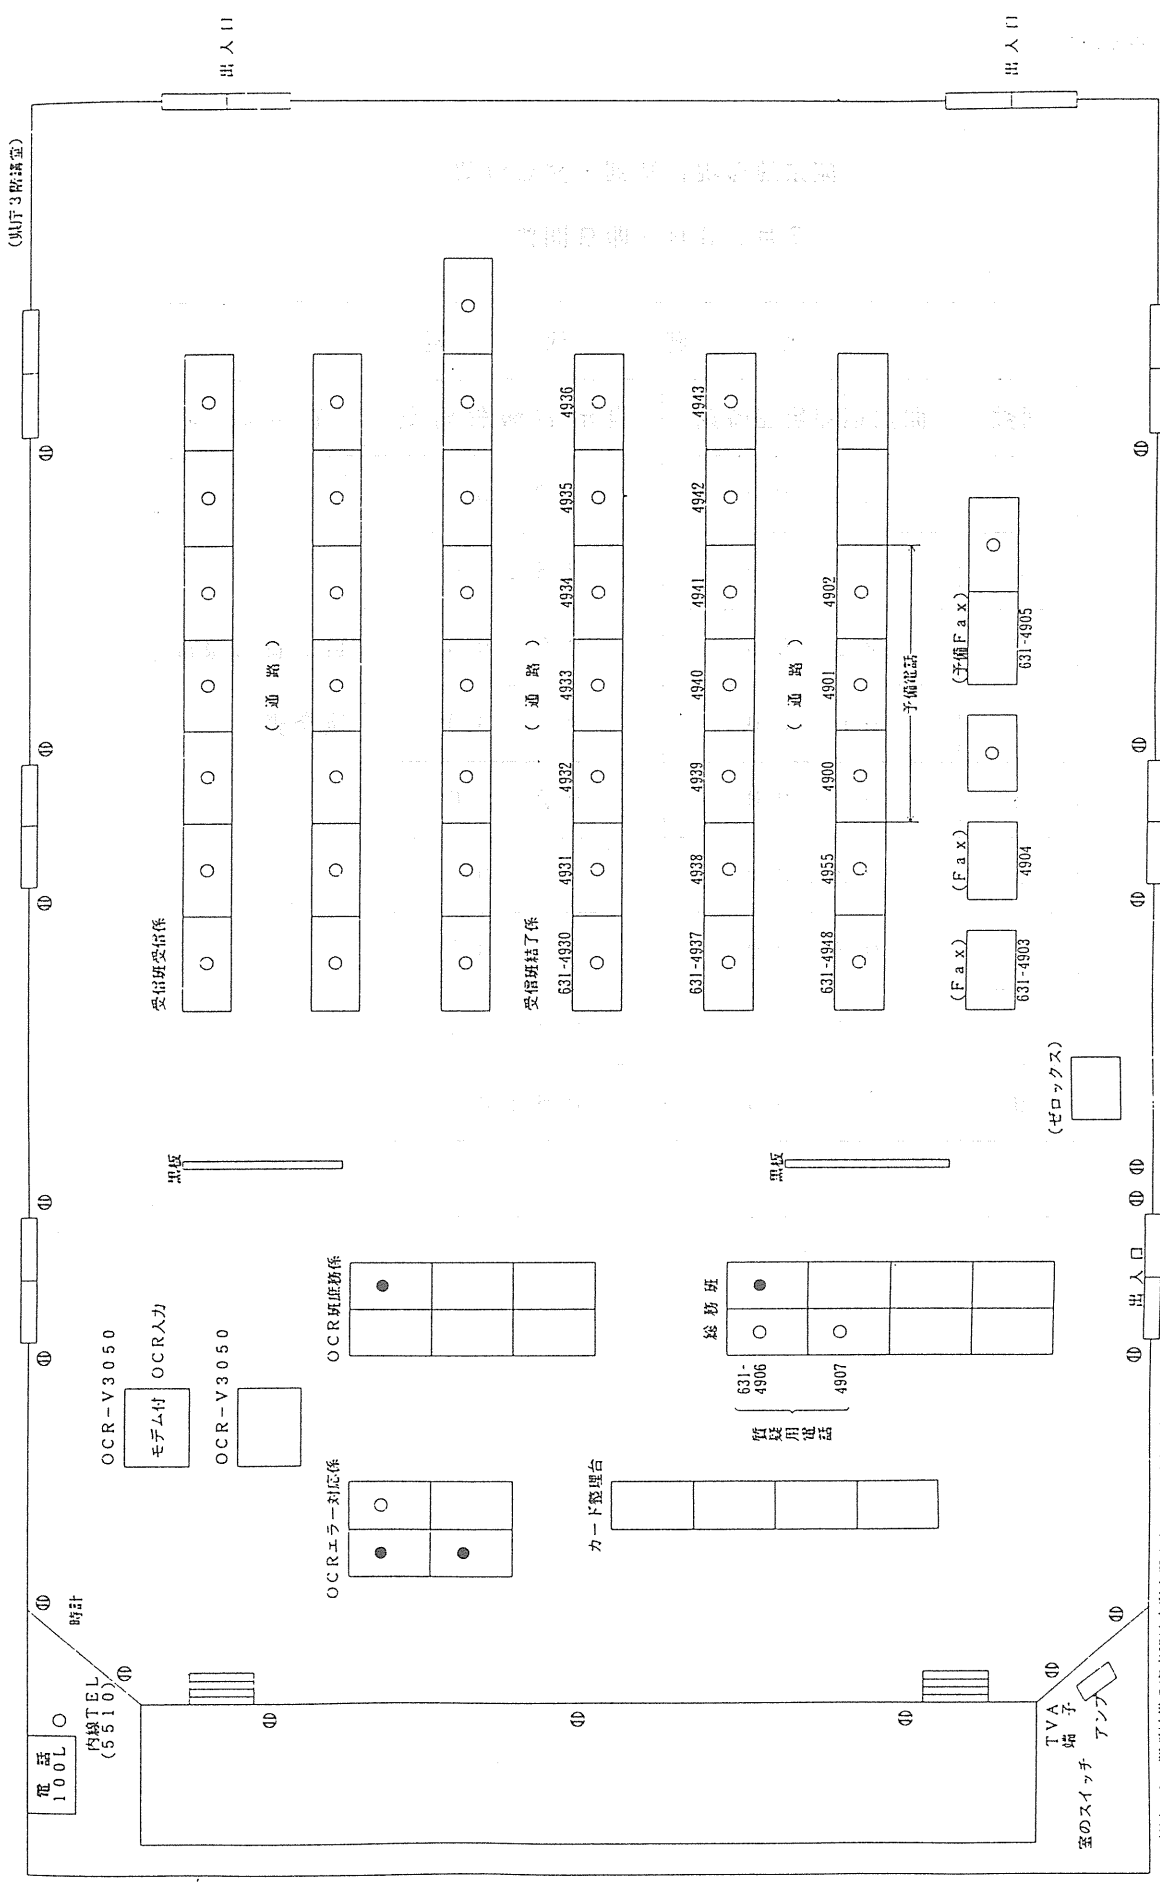 (県庁3階講堂)
出入口
出入口
受信班受信係
(通路)
(通路)
受信班結了係
631-4930
4931
4932
4933
4934
4935
4936
631-4937
4938
4939
4940
4941
4942
4943
(通路)
631-4948
4955
4900
4901
4902
予備電話
(Fax)
631-4903
(Fax)
4904
(予備Fax)
631-4905
(ゼロックス)
黒板
黒板
OCR班庶務係
総務班
631-
4906
4907
質疑用電話
出入口
OCR-V3050
モデム付
OCR入力
OCR-V3050
OCRエラー対応係
カード整理台
時計
電話
100L
内線TEL
(5510)
TVA
端子
アンプ
室のスイッチ